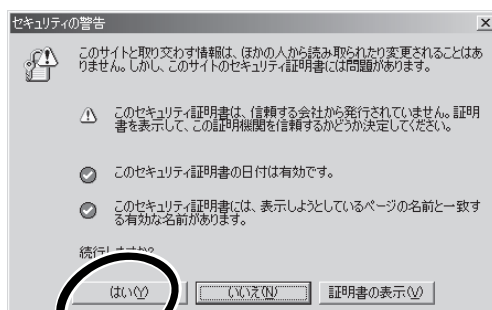 セキュリティの警告
このサイトと取り交わす情報は、ほかの人から読み取られたり変更されることはあ
りません。しかし、このサイトのセキュリティ証明書には問題があります。
このセキュリティ証明書は、信頼する会社から発行されていません。証明
書を表示して、この証明機関を信頼するかどうか決定してください。
このセキュリティ証明書の日付は有効です。
このセキュリティ証明書には、表示しようとしているページの名前と一致す
る有効な名前があります。
続行しますか?
はい(Y)
いいえ(N)
証明書の表示(V)